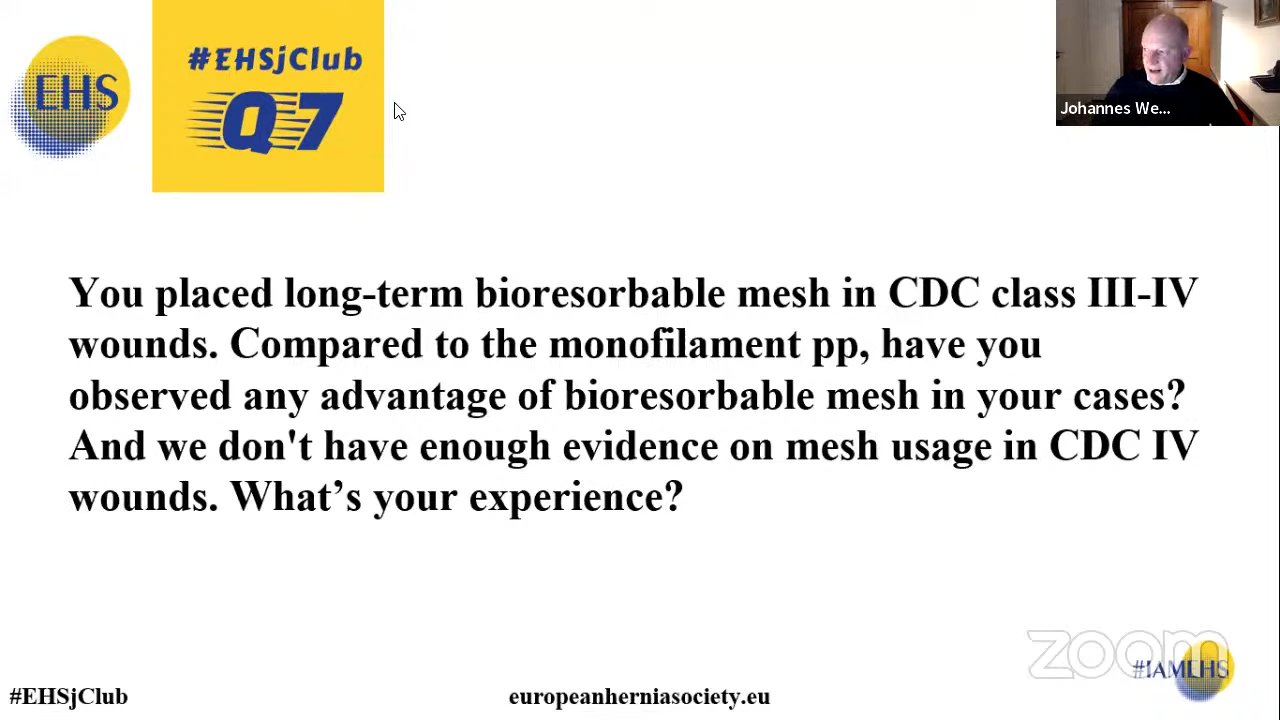 EHS
#EHSjClub
Q7
Johannes We...
You placed long-term bioresorbable mesh in CDC class III-IV
wounds. Compared to the monofilament pp, have you
observed any advantage of bioresorbable mesh in your cases?
And we don't have enough evidence on mesh usage in CDC IV
wounds. What’s your experience?
zoom
#IAMEHS
#EHSjClub
europeanherniasociety.eu